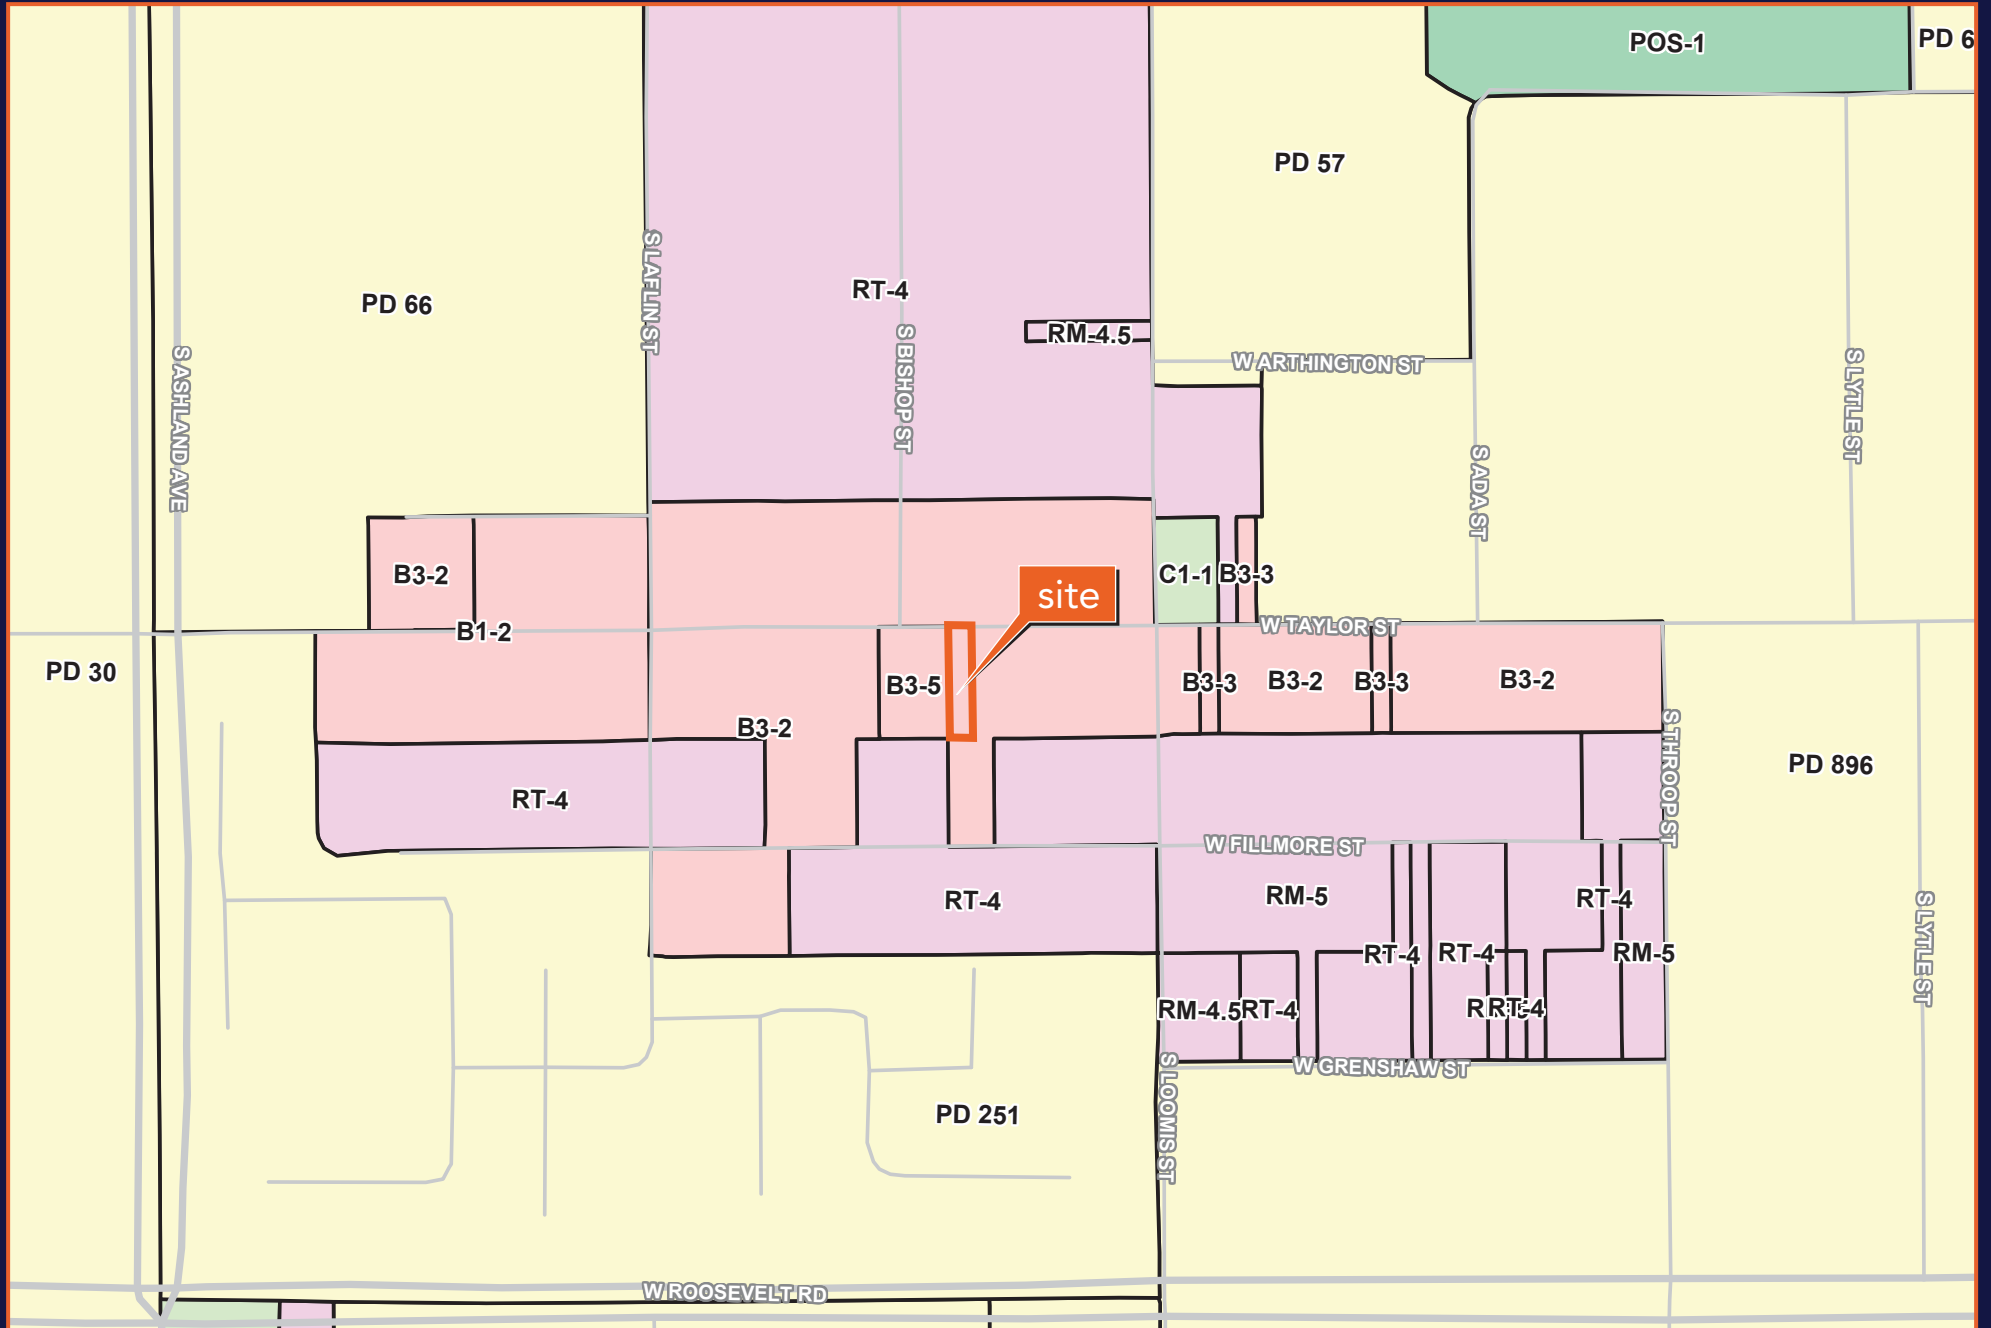 POS-1
PD 6
PD 57
S LAFLIN ST
RT-4
PD 66
S BISHOP ST
RM-4.5
W ARTHINGTON ST
S ASHLAND AVE
S LYTLE ST
S ADA ST
B3-2
C1-1
B3-3
site
B1-2
W TAYLOR ST
PD 30
B3-5
B3-3
B3-2
B3-3
B3-2
B3-2
S THROOP ST
PD 896
RT-4
W FILLMORE ST
RT-4
RM-5
RT-4
S LYTLE ST
RT-4
RT-4
RM-5
RM-4.5
RT-4
RT-4
W GRENSHAW ST
S LOOMIS ST
PD 251
W ROOSEVELT RD